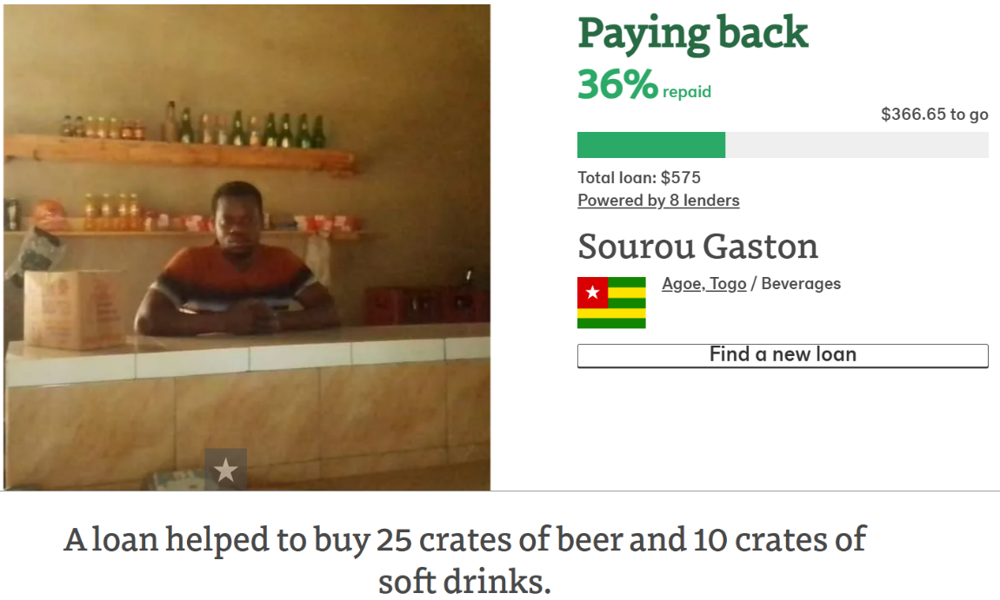 Paying back
36% repaid
$366.65 to go
Total loan: $575
Powered by 8 lenders
Sourou Gaston
Agoe, Togo / Beverages
Find a new loan
A loan helped to buy 25 crates of beer and 10 crates of
soft drinks.